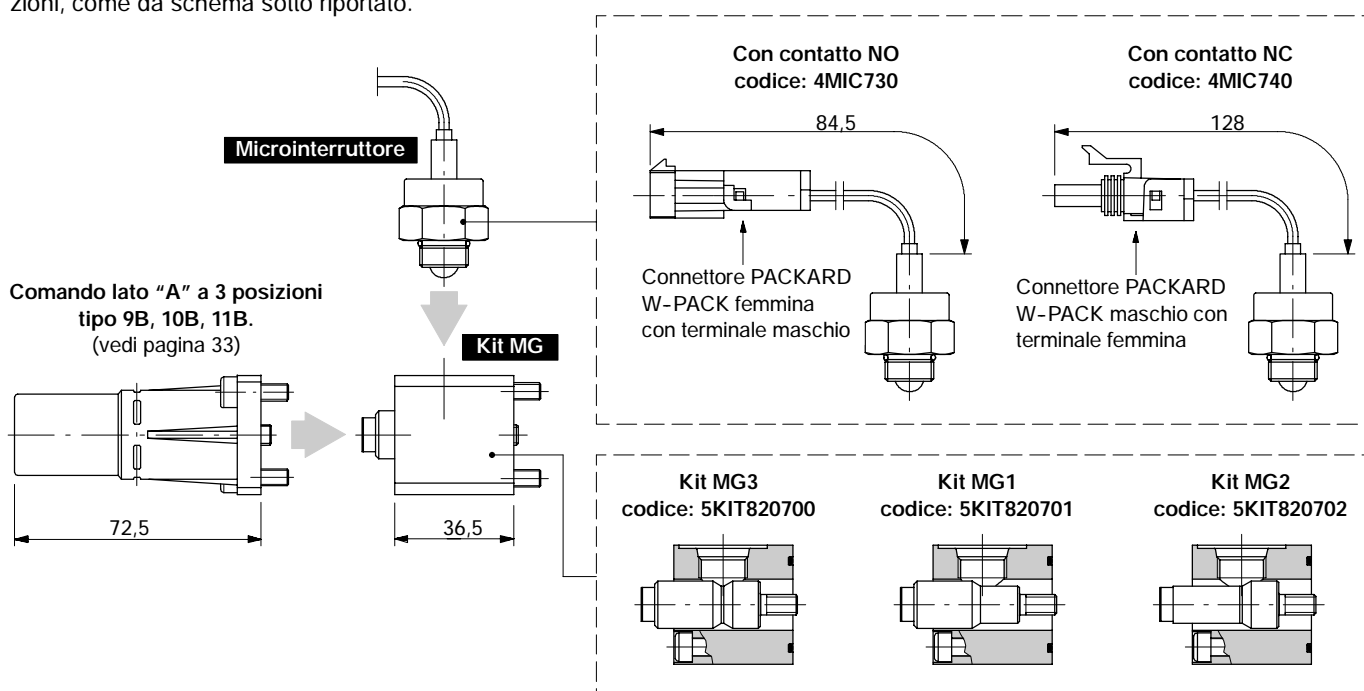 zioni, come da schema sotto riportato.
Microinterruttore
Comando lato “A” a 3 posizioni
tipo 9B, 10B, 11B.
(vedi pagina 33)
Kit MG
72,5
36,5
Con contatto NO
codice: 4MIC730
84,5
Connettore PACKARD
W-PACK femmina
con terminale maschio
Con contatto NC
codice: 4MIC740
128
Connettore PACKARD
W-PACK maschio con
terminale femmina
Kit MG3
codice: 5KIT820700
Kit MG1
codice: 5KIT820701
Kit MG2
codice: 5KIT820702